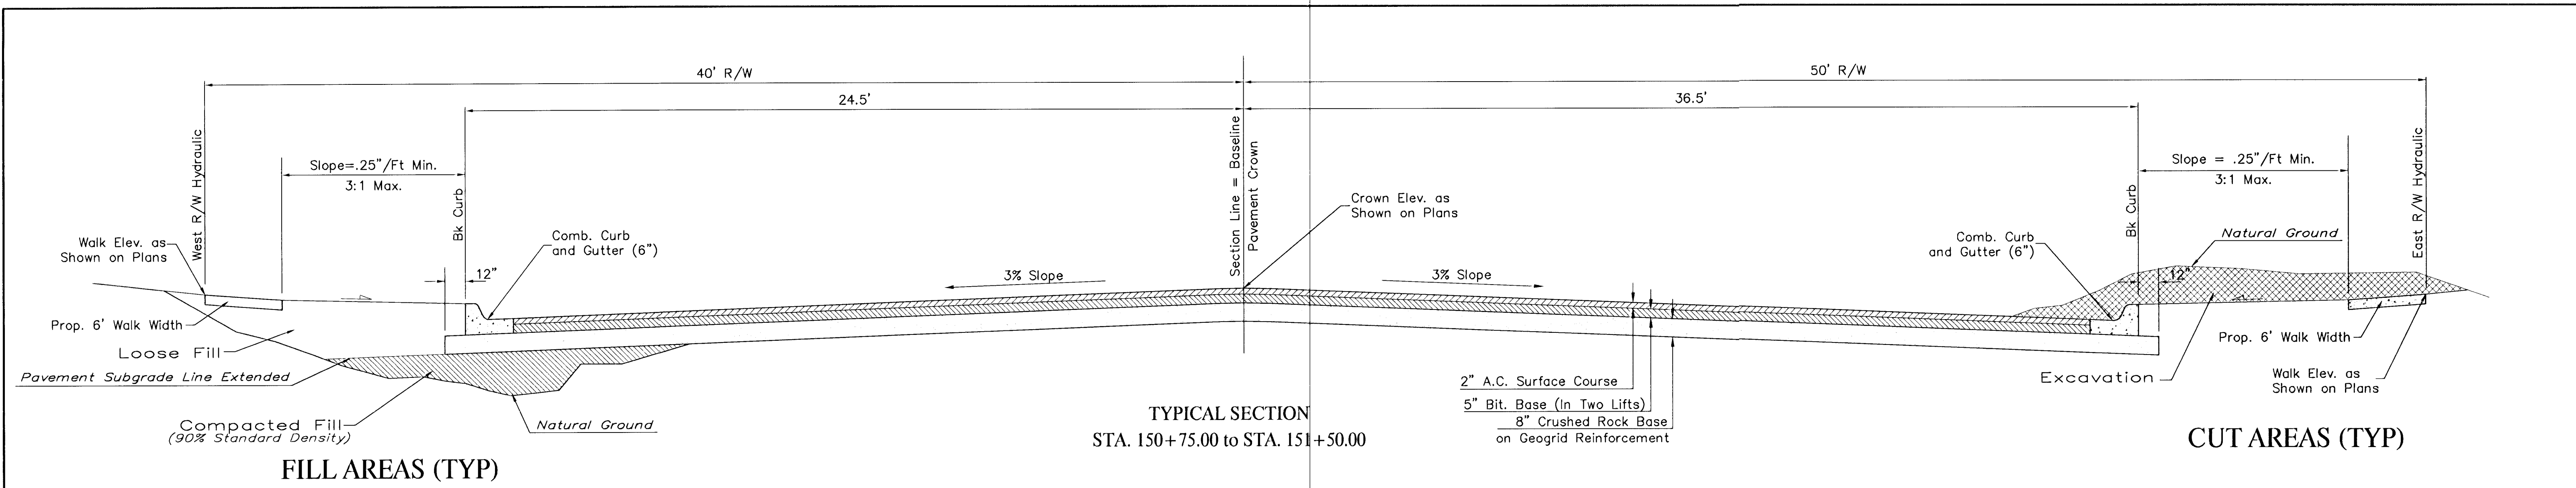 40' R/W
50' R/W
24.5'
36.5'
West R/W Hydraulic
Slope=.25"/Ft Min.
3:1 Max.
Bk Curb
Section Line = Baseline
Pavement Crown
Crown Elev. as
Shown on Plans
Slope = .25"/Ft Min.
3:1 Max.
Bk Curb
East R/W Hydraulic
Walk Elev. as
Shown on Plans
Comb. Curb
and Gutter (6")
12"
3% Slope
3% Slope
Comb. Curb
and Gutter (6")
Natural Ground
12"
Prop. 6' Walk Width
Loose Fill
Pavement Subgrade Line Extended
Compacted Fill
(90% Standard Density)
Natural Ground
FILL AREAS (TYP)
TYPICAL SECTION
STA. 150+75.00 to STA. 151+50.00
2" A.C. Surface Course
5" Bit. Base (In Two Lifts)
8" Crushed Rock Base
on Geogrid Reinforcement
Prop. 6' Walk Width
Excavation
Walk Elev. as
Shown on Plans
CUT AREAS (TYP)